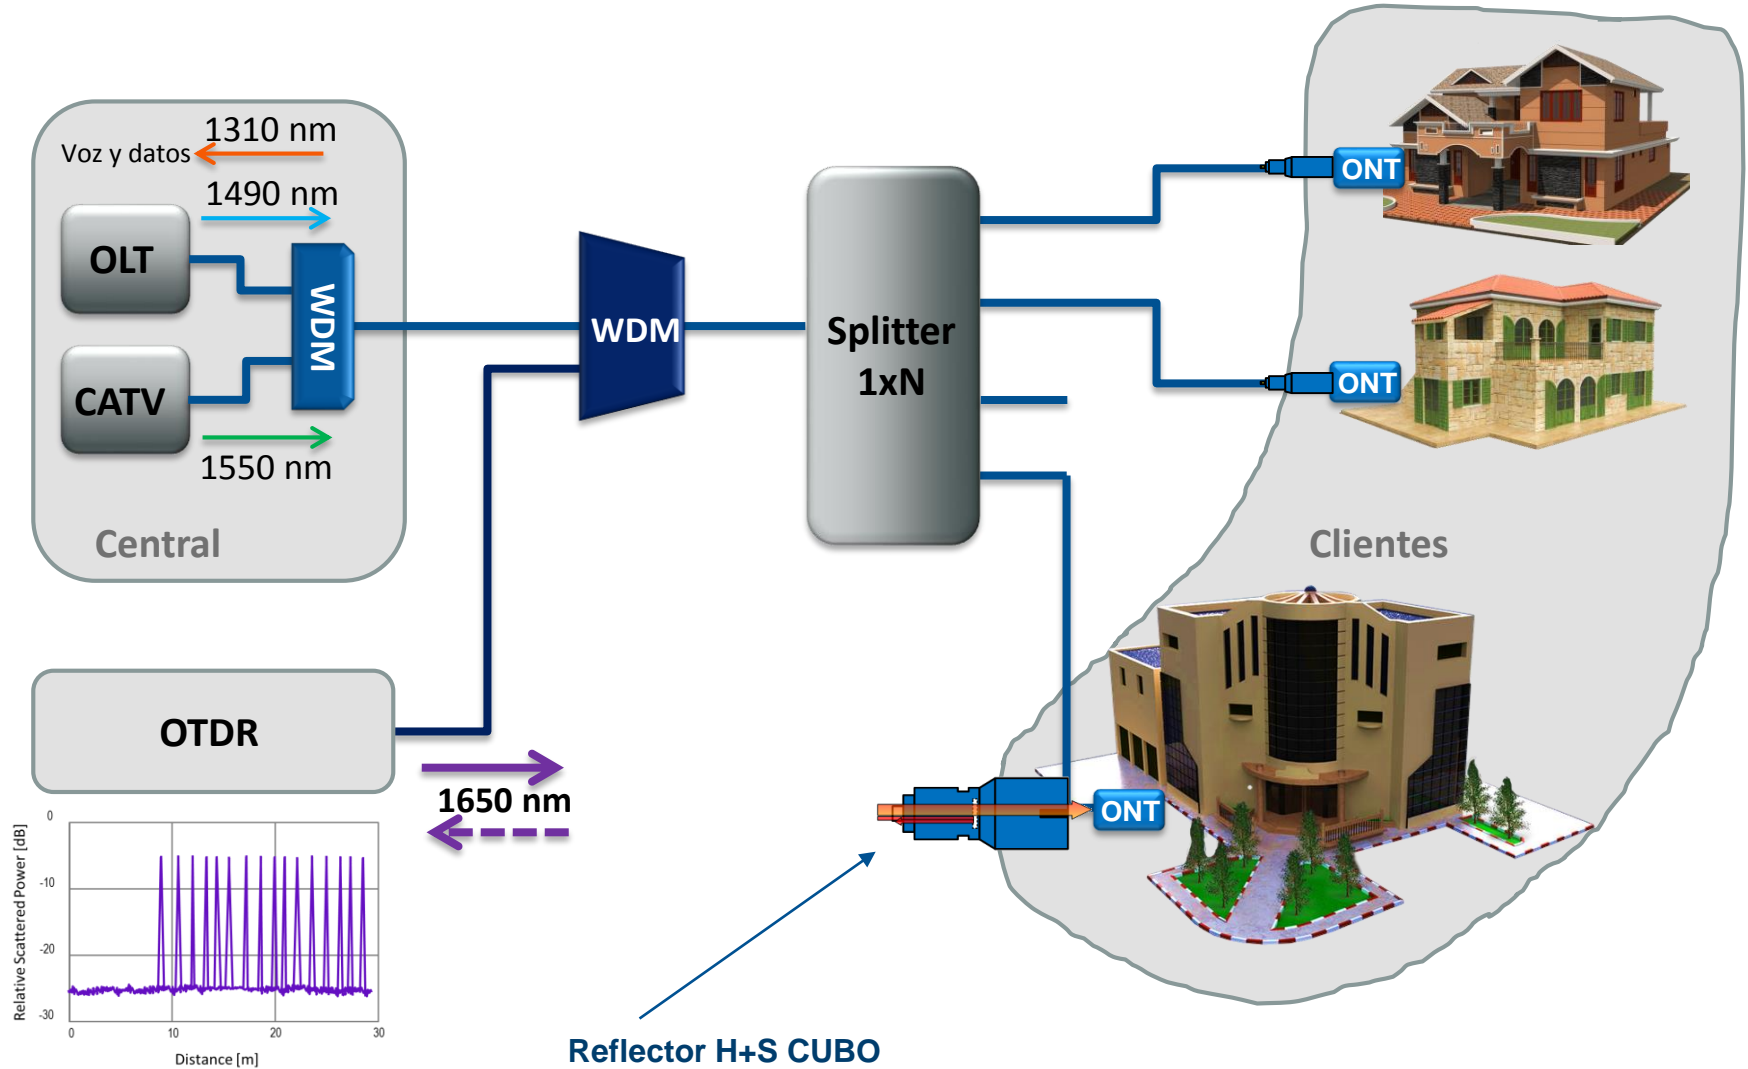 1310 nm
Voz y datos
1490 nm
OLT
WDM
CATV
1550 nm
Central
WDM
Splitter
1xN
ONT
ONT
Clientes
ONT
OTDR
1650 nm
Relative Scattered Power [dB]
0
-10
-20
-30
0
10
20
30
Distance [m]
Reflector H+S CUBO